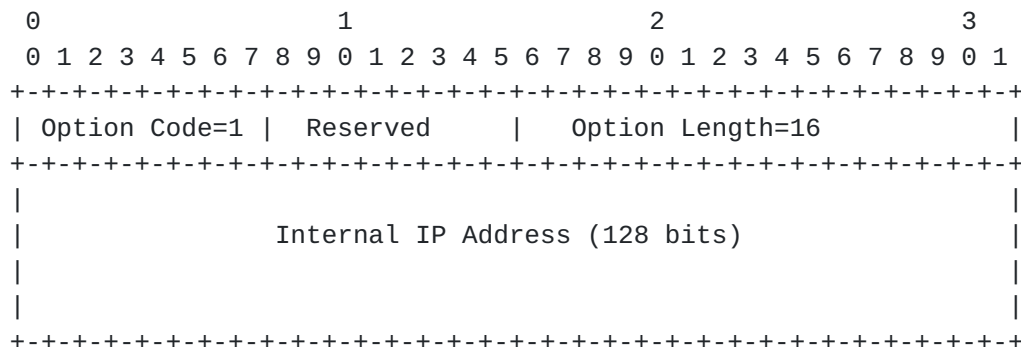 0                   1                   2                   3
 0 1 2 3 4 5 6 7 8 9 0 1 2 3 4 5 6 7 8 9 0 1 2 3 4 5 6 7 8 9 0 1
+-+-+-+-+-+-+-+-+-+-+-+-+-+-+-+-+-+-+-+-+-+-+-+-+-+-+-+-+-+-+-+-+
| Option Code=1 |  Reserved     |   Option Length=16            |
+-+-+-+-+-+-+-+-+-+-+-+-+-+-+-+-+-+-+-+-+-+-+-+-+-+-+-+-+-+-+-+-+
|                                                               |
|                Internal IP Address (128 bits)                 |
|                                                               |
|                                                               |
+-+-+-+-+-+-+-+-+-+-+-+-+-+-+-+-+-+-+-+-+-+-+-+-+-+-+-+-+-+-+-+-+